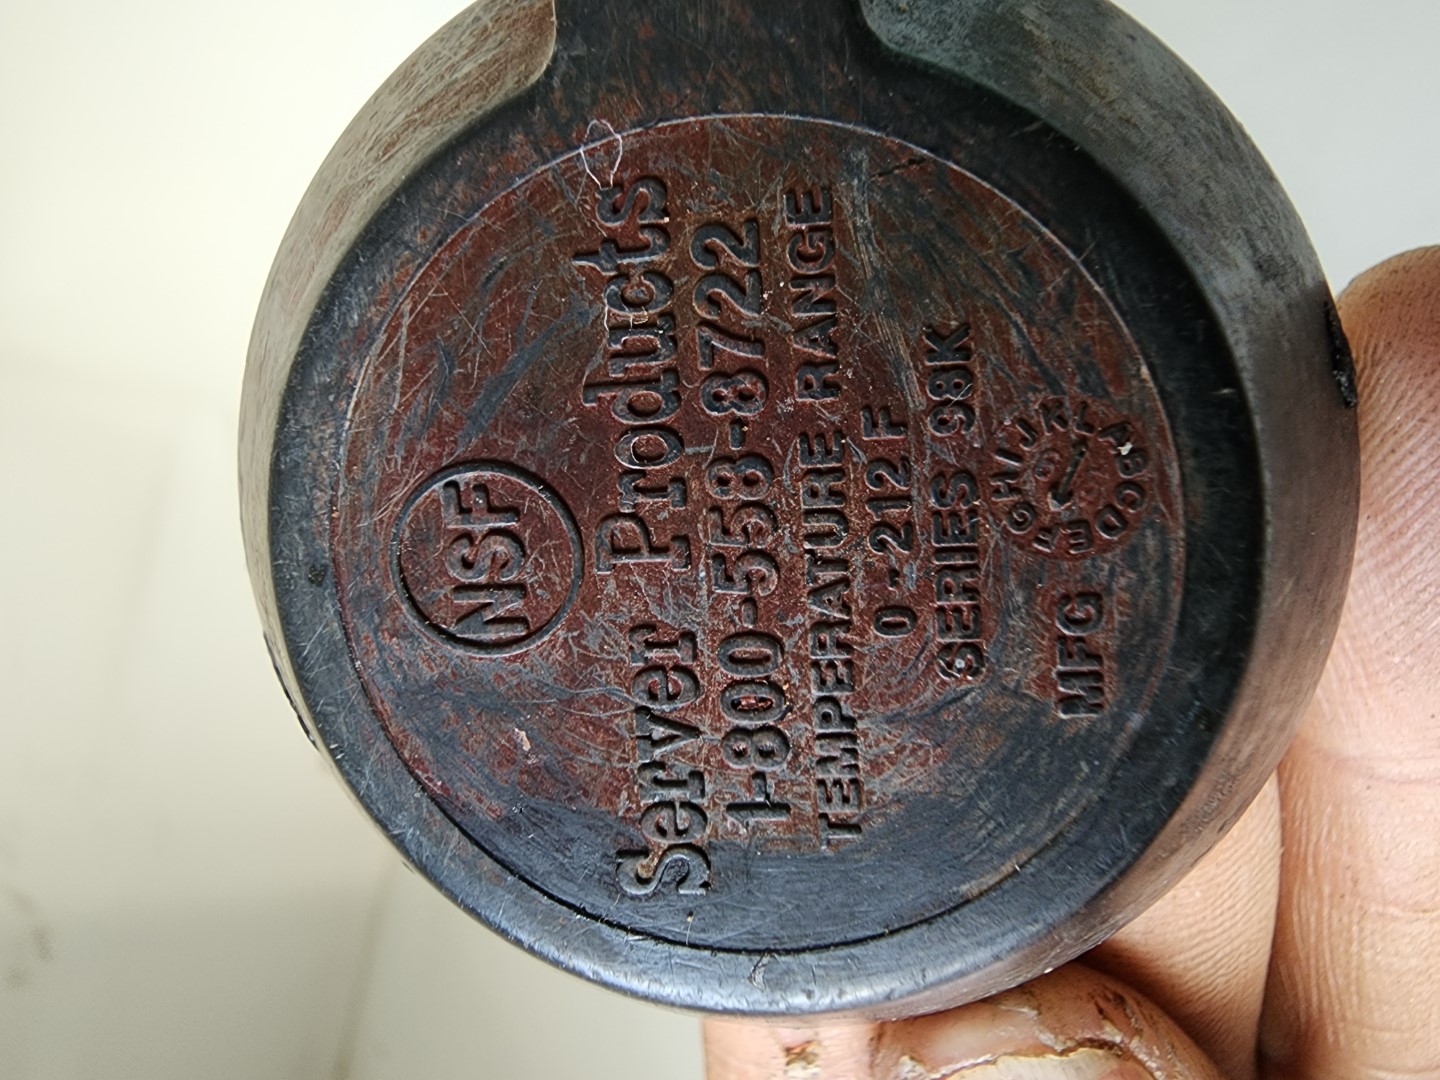 NSF
Server Products
1-800-558-8722
TEMPERATURE RANGE
0 - 212 F
SERIES 98K
MFG
ABCDEFGHIJKL